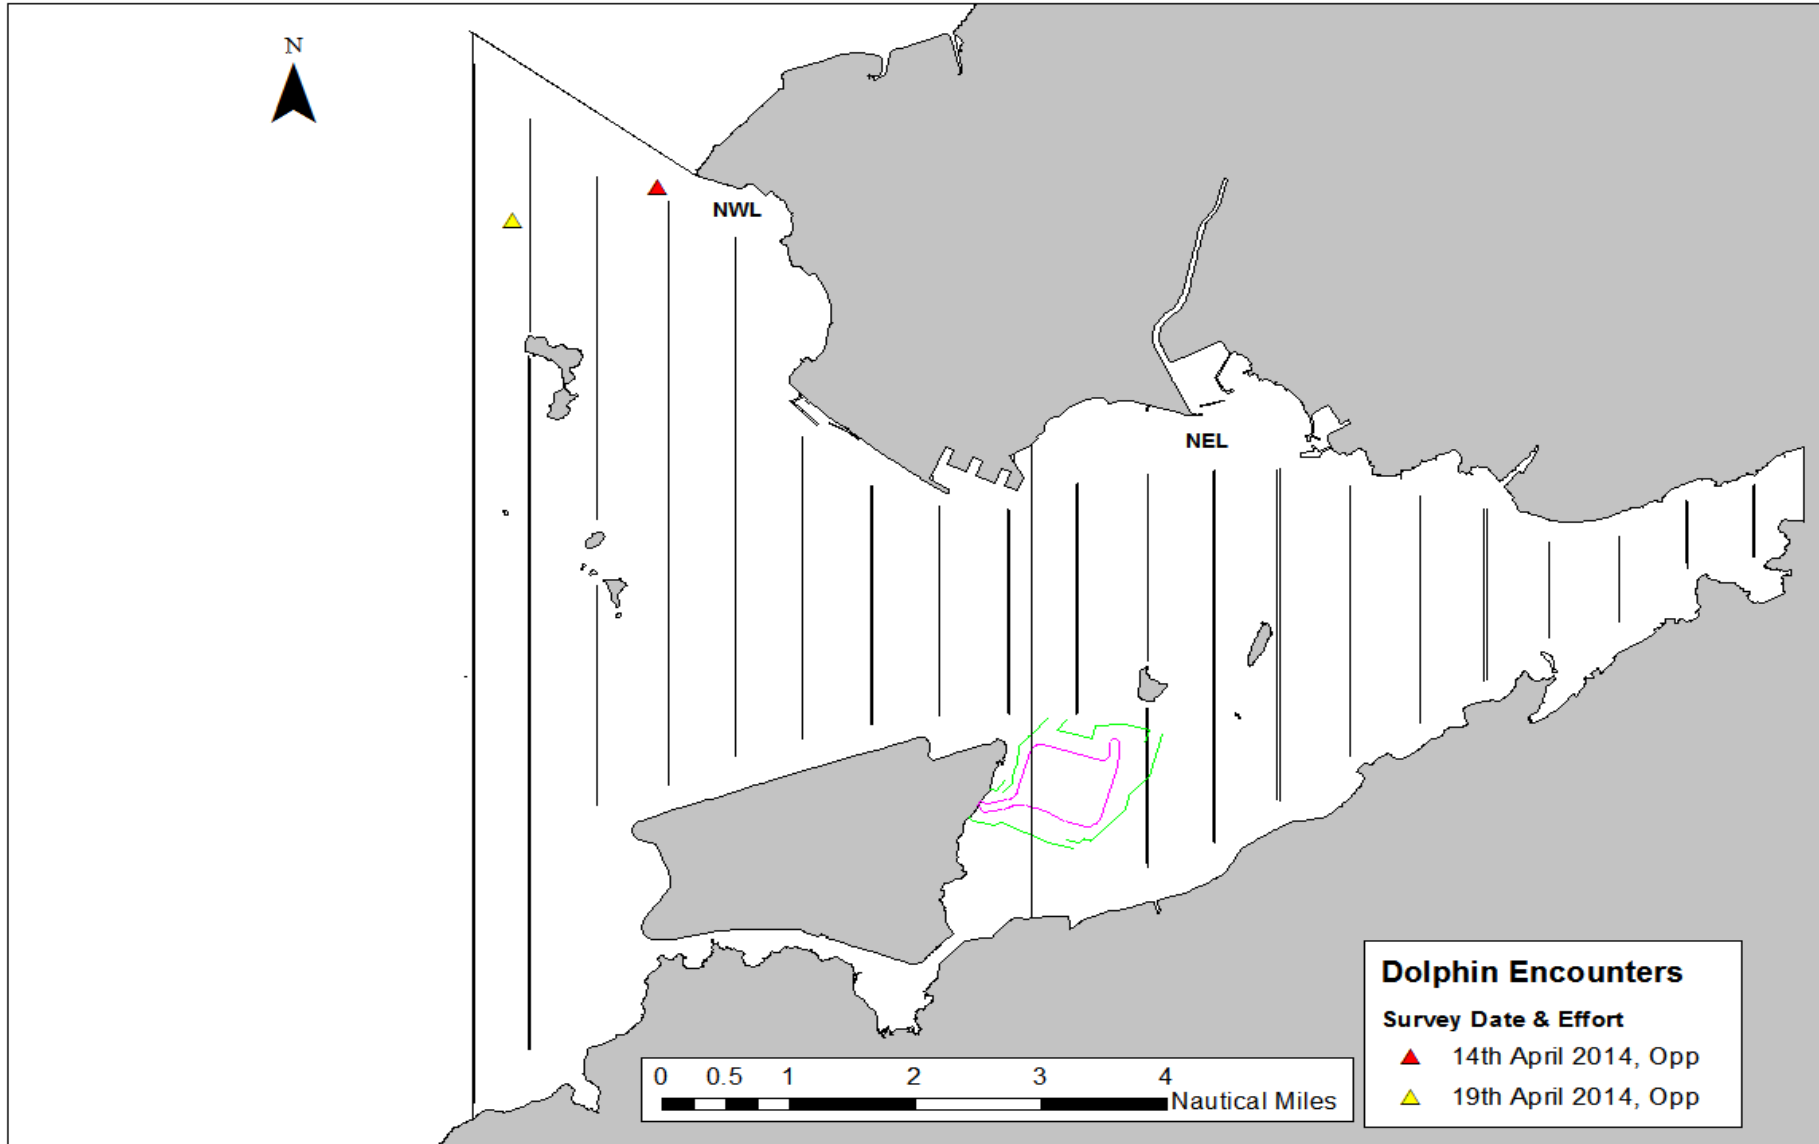 N
NWL
NEL
Dolphin Encounters
Survey Date & Effort
14th April 2014, Opp
19th April 2014, Opp
0 0.5 1 2 3 4
Nautical Miles